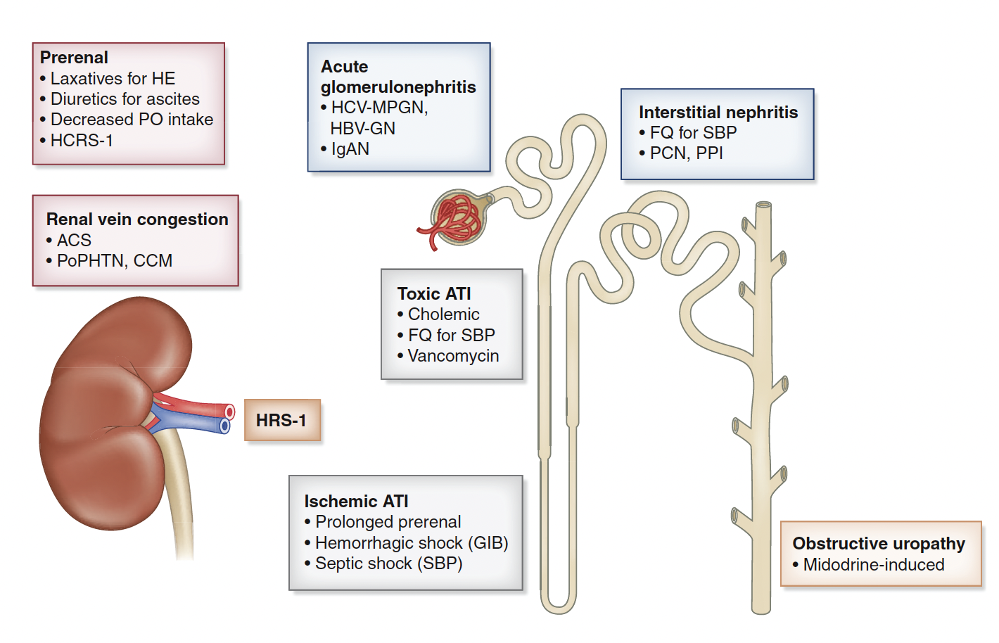 Prerenal
• Laxatives for HE
• Diuretics for ascites
• Decreased PO intake
• HCRS-1
Renal vein congestion
• ACS
• PoPHTN, CCM
HRS-1
Acute
glomerulonephritis
• HCV-MPGN,
HBV-GN
• IgAN
Toxic ATI
• Cholemic
• FQ for SBP
• Vancomycin
Ischemic ATI
• Prolonged prerenal
• Hemorrhagic shock (GIB)
• Septic shock (SBP)
Interstitial nephritis
• FQ for SBP
• PCN, PPI
Obstructive uropathy
• Midodrine-induced